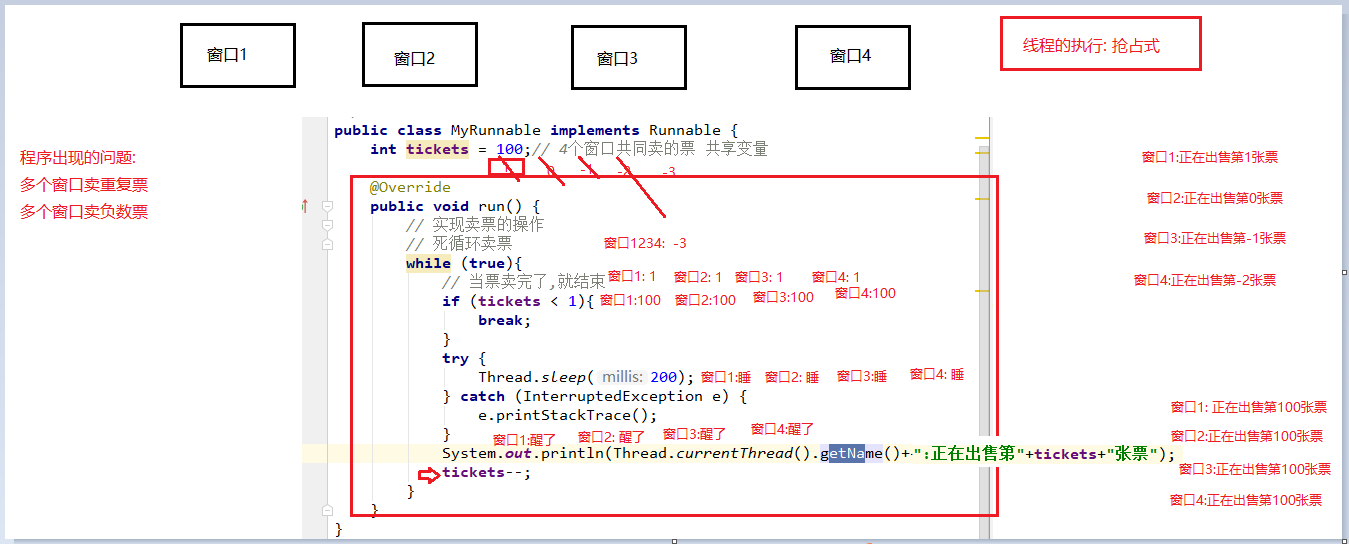 窗口1
窗口2
窗口3
窗口4
线程的执行: 抢占式
程序出现的问题:
多个窗口卖重复票
多个窗口卖负数票
public class MyRunnable implements Runnable {
int tickets = 100;// 4个窗口共同卖的票 共享变量
0 -1 -2 -3
@Override
public void run() {
// 实现卖票的操作
// 死循环卖票 窗口1234: -3
while (true){
// 当票卖完了,就结束 窗口1: 1 窗口2: 1 窗口3: 1 窗口4: 1
if (tickets < 1){ 窗口1:100 窗口2:100 窗口3:100 窗口4:100
break;
}
try {
Thread.sleep( millis: 200); 窗口1:睡 窗口2: 睡 窗口3:睡 窗口4: 睡
} catch (InterruptedException e) {
e.printStackTrace();
}
窗口1:醒了 窗口2: 醒了 窗口3:醒了 窗口4:醒了
System.out.println(Thread.currentThread().getName()+":正在出售第"+tickets+"张票");
tickets--;
}
}
}
窗口1:正在出售第1张票
窗口2:正在出售第0张票
窗口3:正在出售第-1张票
窗口4:正在出售第-2张票
窗口1: 正在出售第100张票
窗口2:正在出售第100张票
窗口3:正在出售第100张票
窗口4:正在出售第100张票